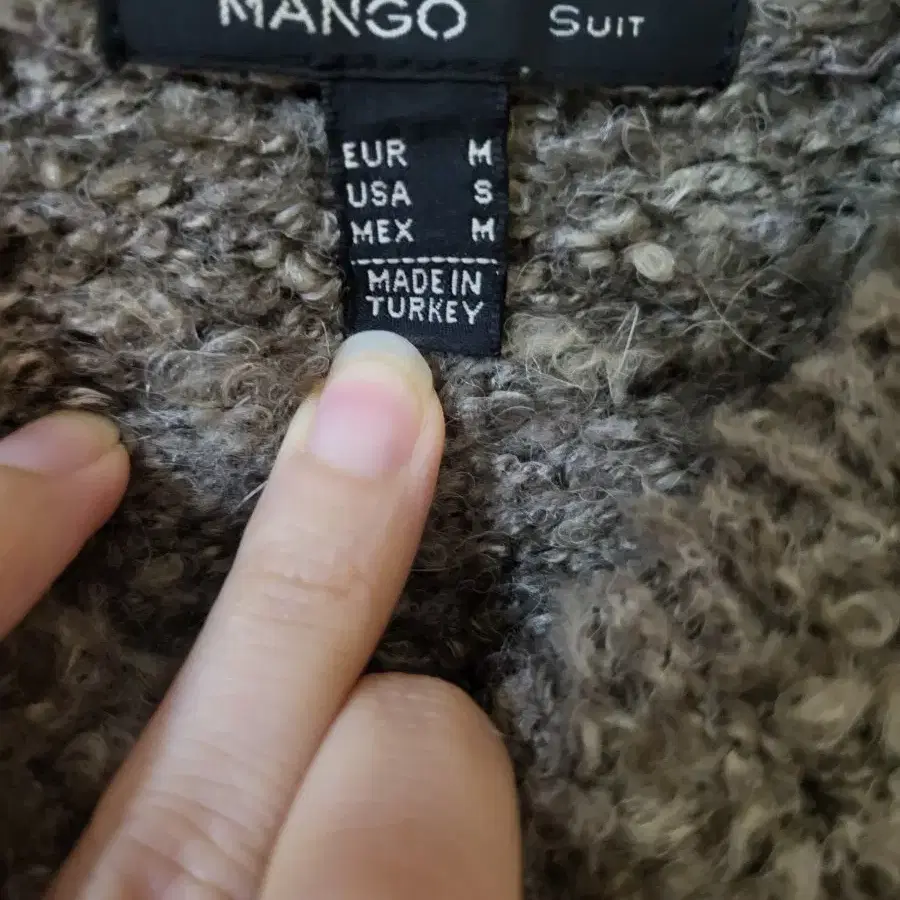 MANGO SUIT
EUR M
USA S
MEX M
MADE IN
TURKEY